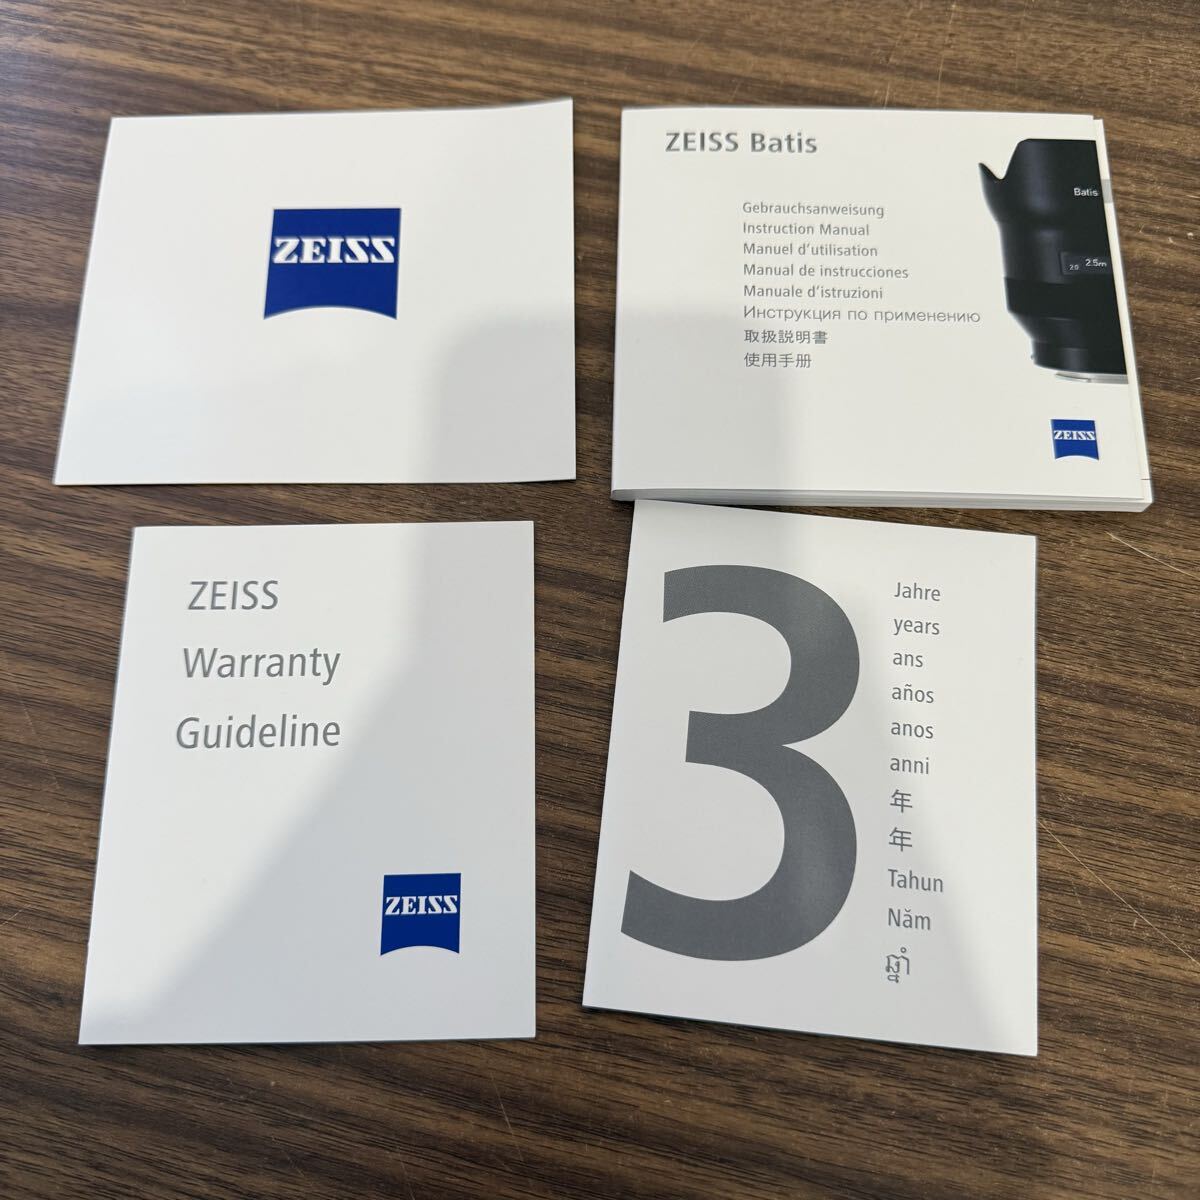 ZEISS
ZEISS Batis
Gebrauchsanweisung
Instruction Manual
Manuel d'utilisation
Manual de instrucciones
Manuale d'istruzioni
Инструкция по применению
取扱説明書
使用手册
Batis
2.0 2.5m
ZEISS
ZEISS
Warranty
Guideline
ZEISS
3
Jahre
years
ans
años
anos
anni
年
年
Tahun
Năm
ឆ្នាំ